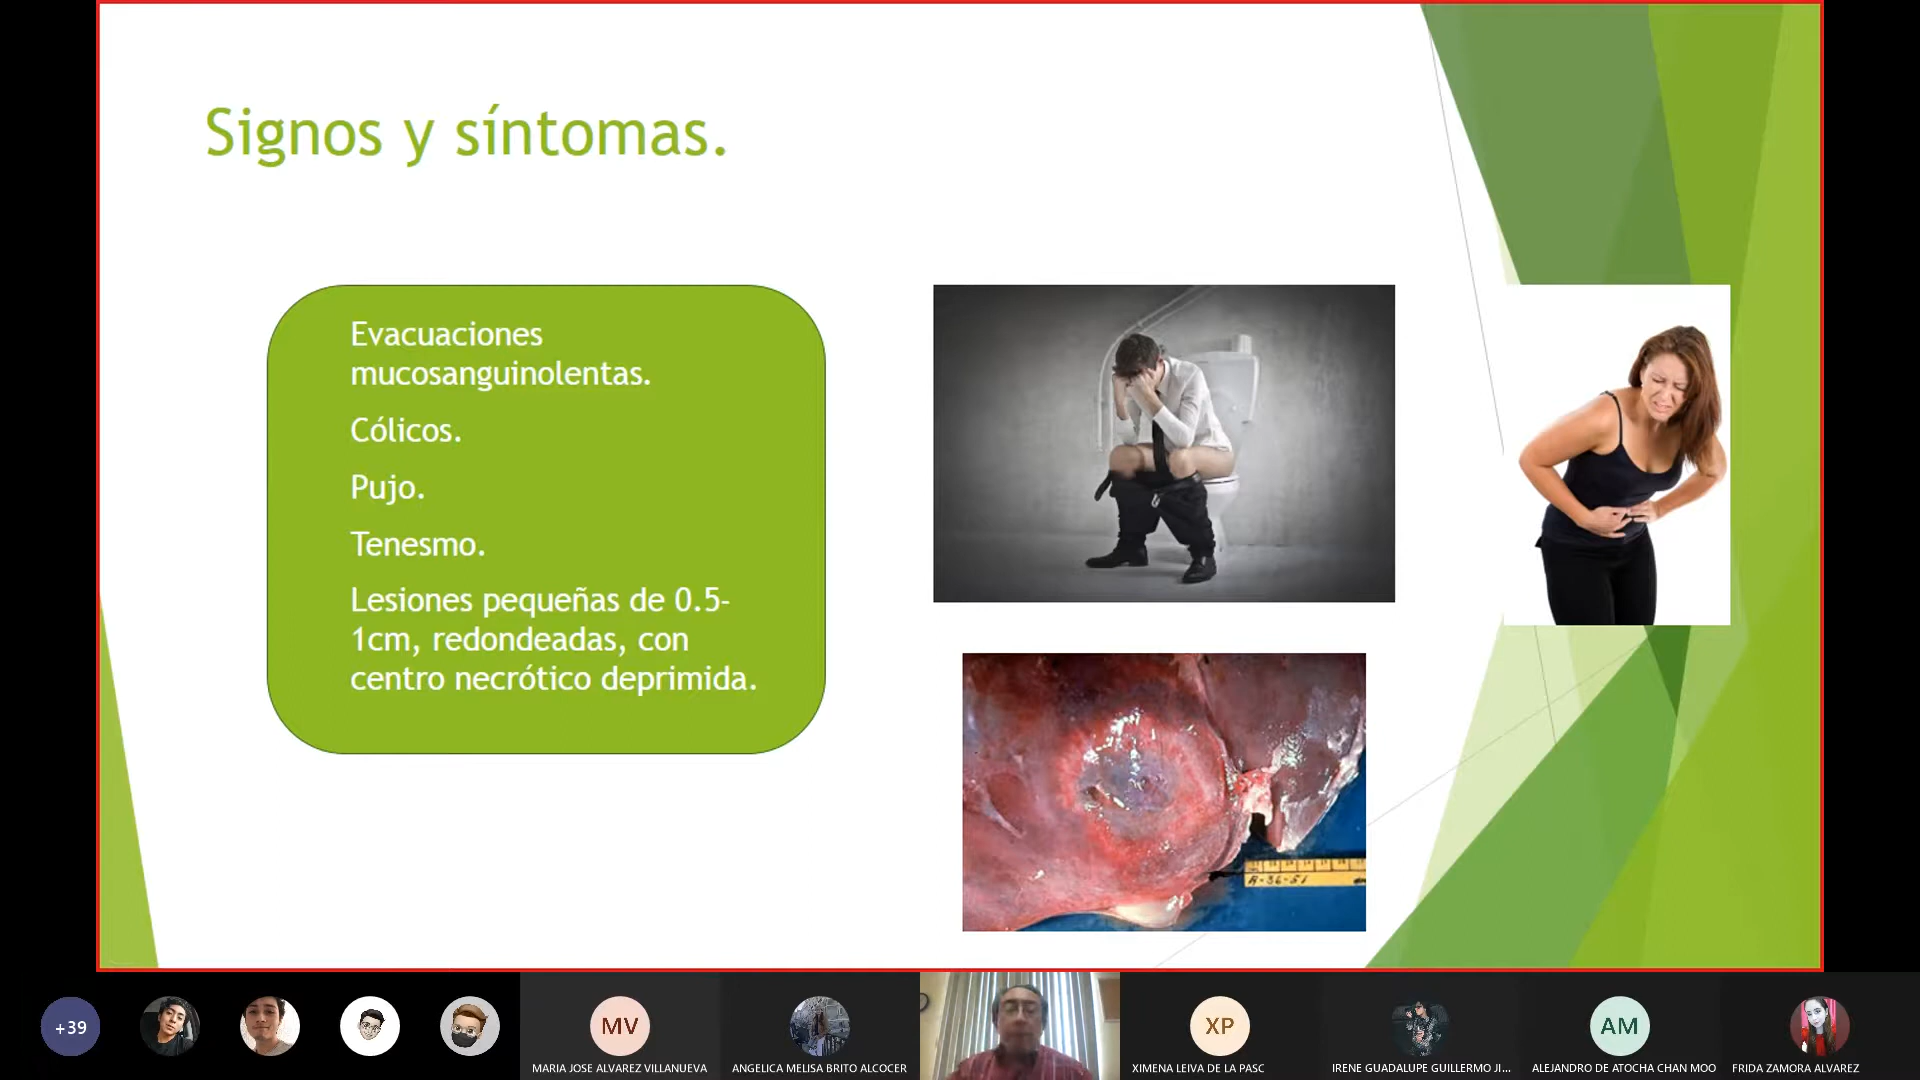 Signos y síntomas.
Evacuaciones
mucosanguinolentas.
Cólicos.
Pujo.
Tenesmo.
Lesiones pequeñas de 0.5-
1cm, redondeadas, con
centro necrótico deprimida.
A-36-51
+39
MV
XP
AM
MARIA JOSE ALVAREZ VILLANUEVA
ANGELICA MELISA BRITO ALCOCER
XIMENA LEIVA DE LA PASC
IRENE GUADALUPE GUILLERMO JI...
ALEJANDRO DE ATOCHA CHAN MOO
FRIDA ZAMORA ALVAREZ